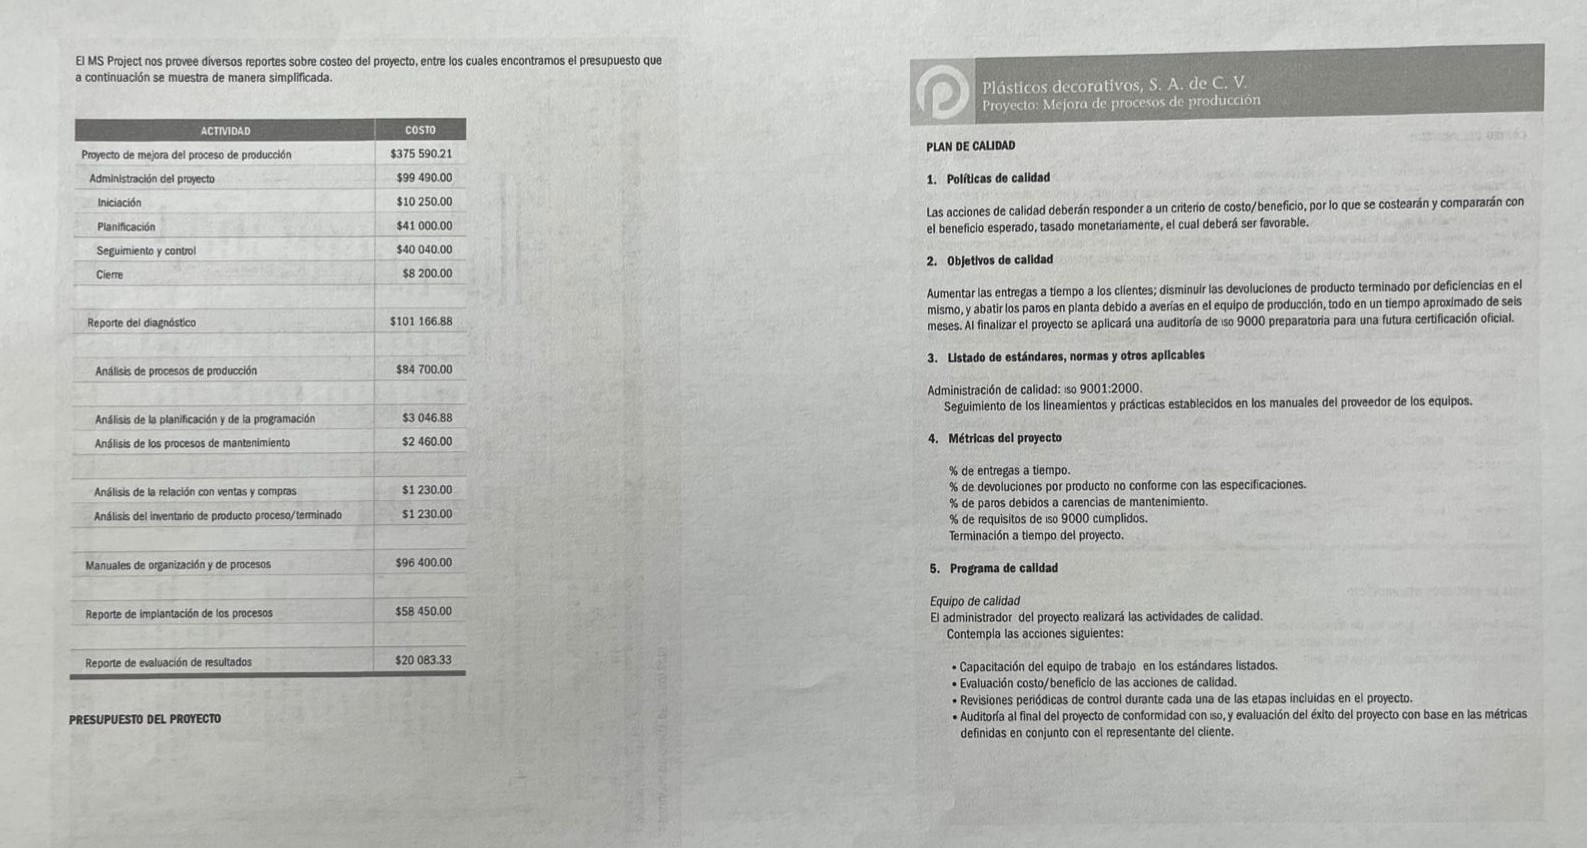 El MS Project nos provee diversos reportes sobre costeo del proyecto, entre los cuales encontramos el presupuesto que
a continuación se muestra de manera simplificada.
ACTIVIDAD COSTO
Proyecto de mejora del proceso de producción $375 590.21
Administración del proyecto $99 490.00
Iniciación $10 250.00
Planificación $41 000.00
Seguimiento y control $40 040.00
Cierre $8 200.00
Reporte del diagnóstico $101 166.88
Análisis de procesos de producción $84 700.00
Análisis de la planificación y de la programación $3 046.88
Análisis de los procesos de mantenimiento $2 460.00
Análisis de la relación con ventas y compras $1 230.00
Análisis del inventario de producto proceso/terminado $1 230.00
Manuales de organización y de procesos $96 400.00
Reporte de implantación de los procesos $58 450.00
Reporte de evaluación de resultados $20 083.33
PRESUPUESTO DEL PROYECTO
Plásticos decorativos, S. A. de C. V.
Proyecto: Mejora de procesos de producción
PLAN DE CALIDAD
1. Políticas de calidad
Las acciones de calidad deberán responder a un criterio de costo/beneficio, por lo que se costearán y compararán con
el beneficio esperado, tasado monetariamente, el cual deberá ser favorable.
2. Objetivos de calidad
Aumentar las entregas a tiempo a los clientes; disminuir las devoluciones de producto terminado por deficiencias en el
mismo, y abatir los paros en planta debido a averías en el equipo de producción, todo en un tiempo aproximado de seis
meses. Al finalizar el proyecto se aplicará una auditoría de ISO 9000 preparatoria para una futura certificación oficial.
3. Listado de estándares, normas y otros aplicables
Administración de calidad: ISO 9001:2000.
Seguimiento de los lineamientos y prácticas establecidos en los manuales del proveedor de los equipos.
4. Métricas del proyecto
% de entregas a tiempo.
% de devoluciones por producto no conforme con las especificaciones.
% de paros debidos a carencias de mantenimiento.
% de requisitos de ISO 9000 cumplidos.
Terminación a tiempo del proyecto.
5. Programa de calidad
Equipo de calidad
El administrador del proyecto realizará las actividades de calidad.
Contempla las acciones siguientes:
• Capacitación del equipo de trabajo en los estándares listados.
• Evaluación costo/beneficio de las acciones de calidad.
• Revisiones periódicas de control durante cada una de las etapas incluidas en el proyecto.
• Auditoría al final del proyecto de conformidad con ISO, y evaluación del éxito del proyecto con base en las métricas
definidas en conjunto con el representante del cliente.